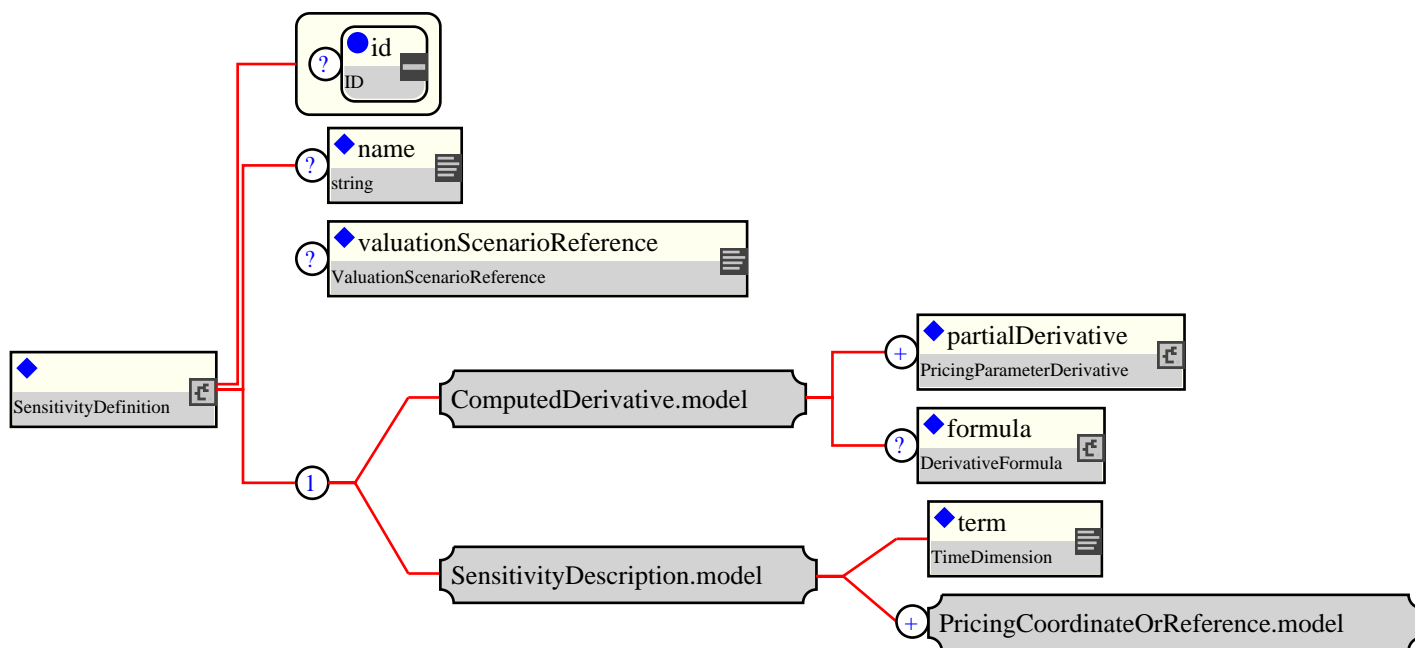 ?
id
ID
?
name
string
?
valuationScenarioReference
ValuationScenarioReference
SensitivityDefinition
1
ComputedDerivative.model
+
partialDerivative
PricingParameterDerivative
?
formula
DerivativeFormula
SensitivityDescription.model
term
TimeDimension
+
PricingCoordinateOrReference.model